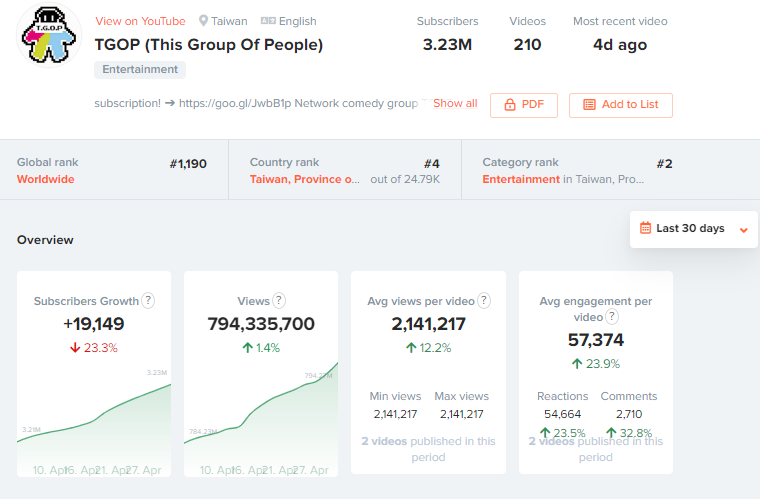 T.G.O.P
View on YouTube Taiwan English
TGOP (This Group Of People)
Entertainment
Subscribers Videos Most recent video
3.23M 210 4d ago
subscription! ➔ https://goo.gl/JwbB1p Network comedy group Show all
PDF Add to List
Global rank #1,190
Worldwide
Country rank #4
Taiwan, Province o... out of 24.79K
Category rank #2
Entertainment in Taiwan, Pro...
Overview
Last 30 days
Subscribers Growth ?
+19,149
23.3%
3.23M
3.21M
10. Apr 16. Apr 21. Apr 27. Apr
Views ?
794,335,700
1.4%
794.27M
784.23M
10. Apr 16. Apr 21. Apr 27. Apr
Avg views per video ?
2,141,217
12.2%
Min views Max views
2,141,217 2,141,217
2 videos published in this
period
Avg engagement per
video ?
57,374
23.9%
Reactions Comments
54,664 2,710
23.5% 32.8%
2 videos published in this
period